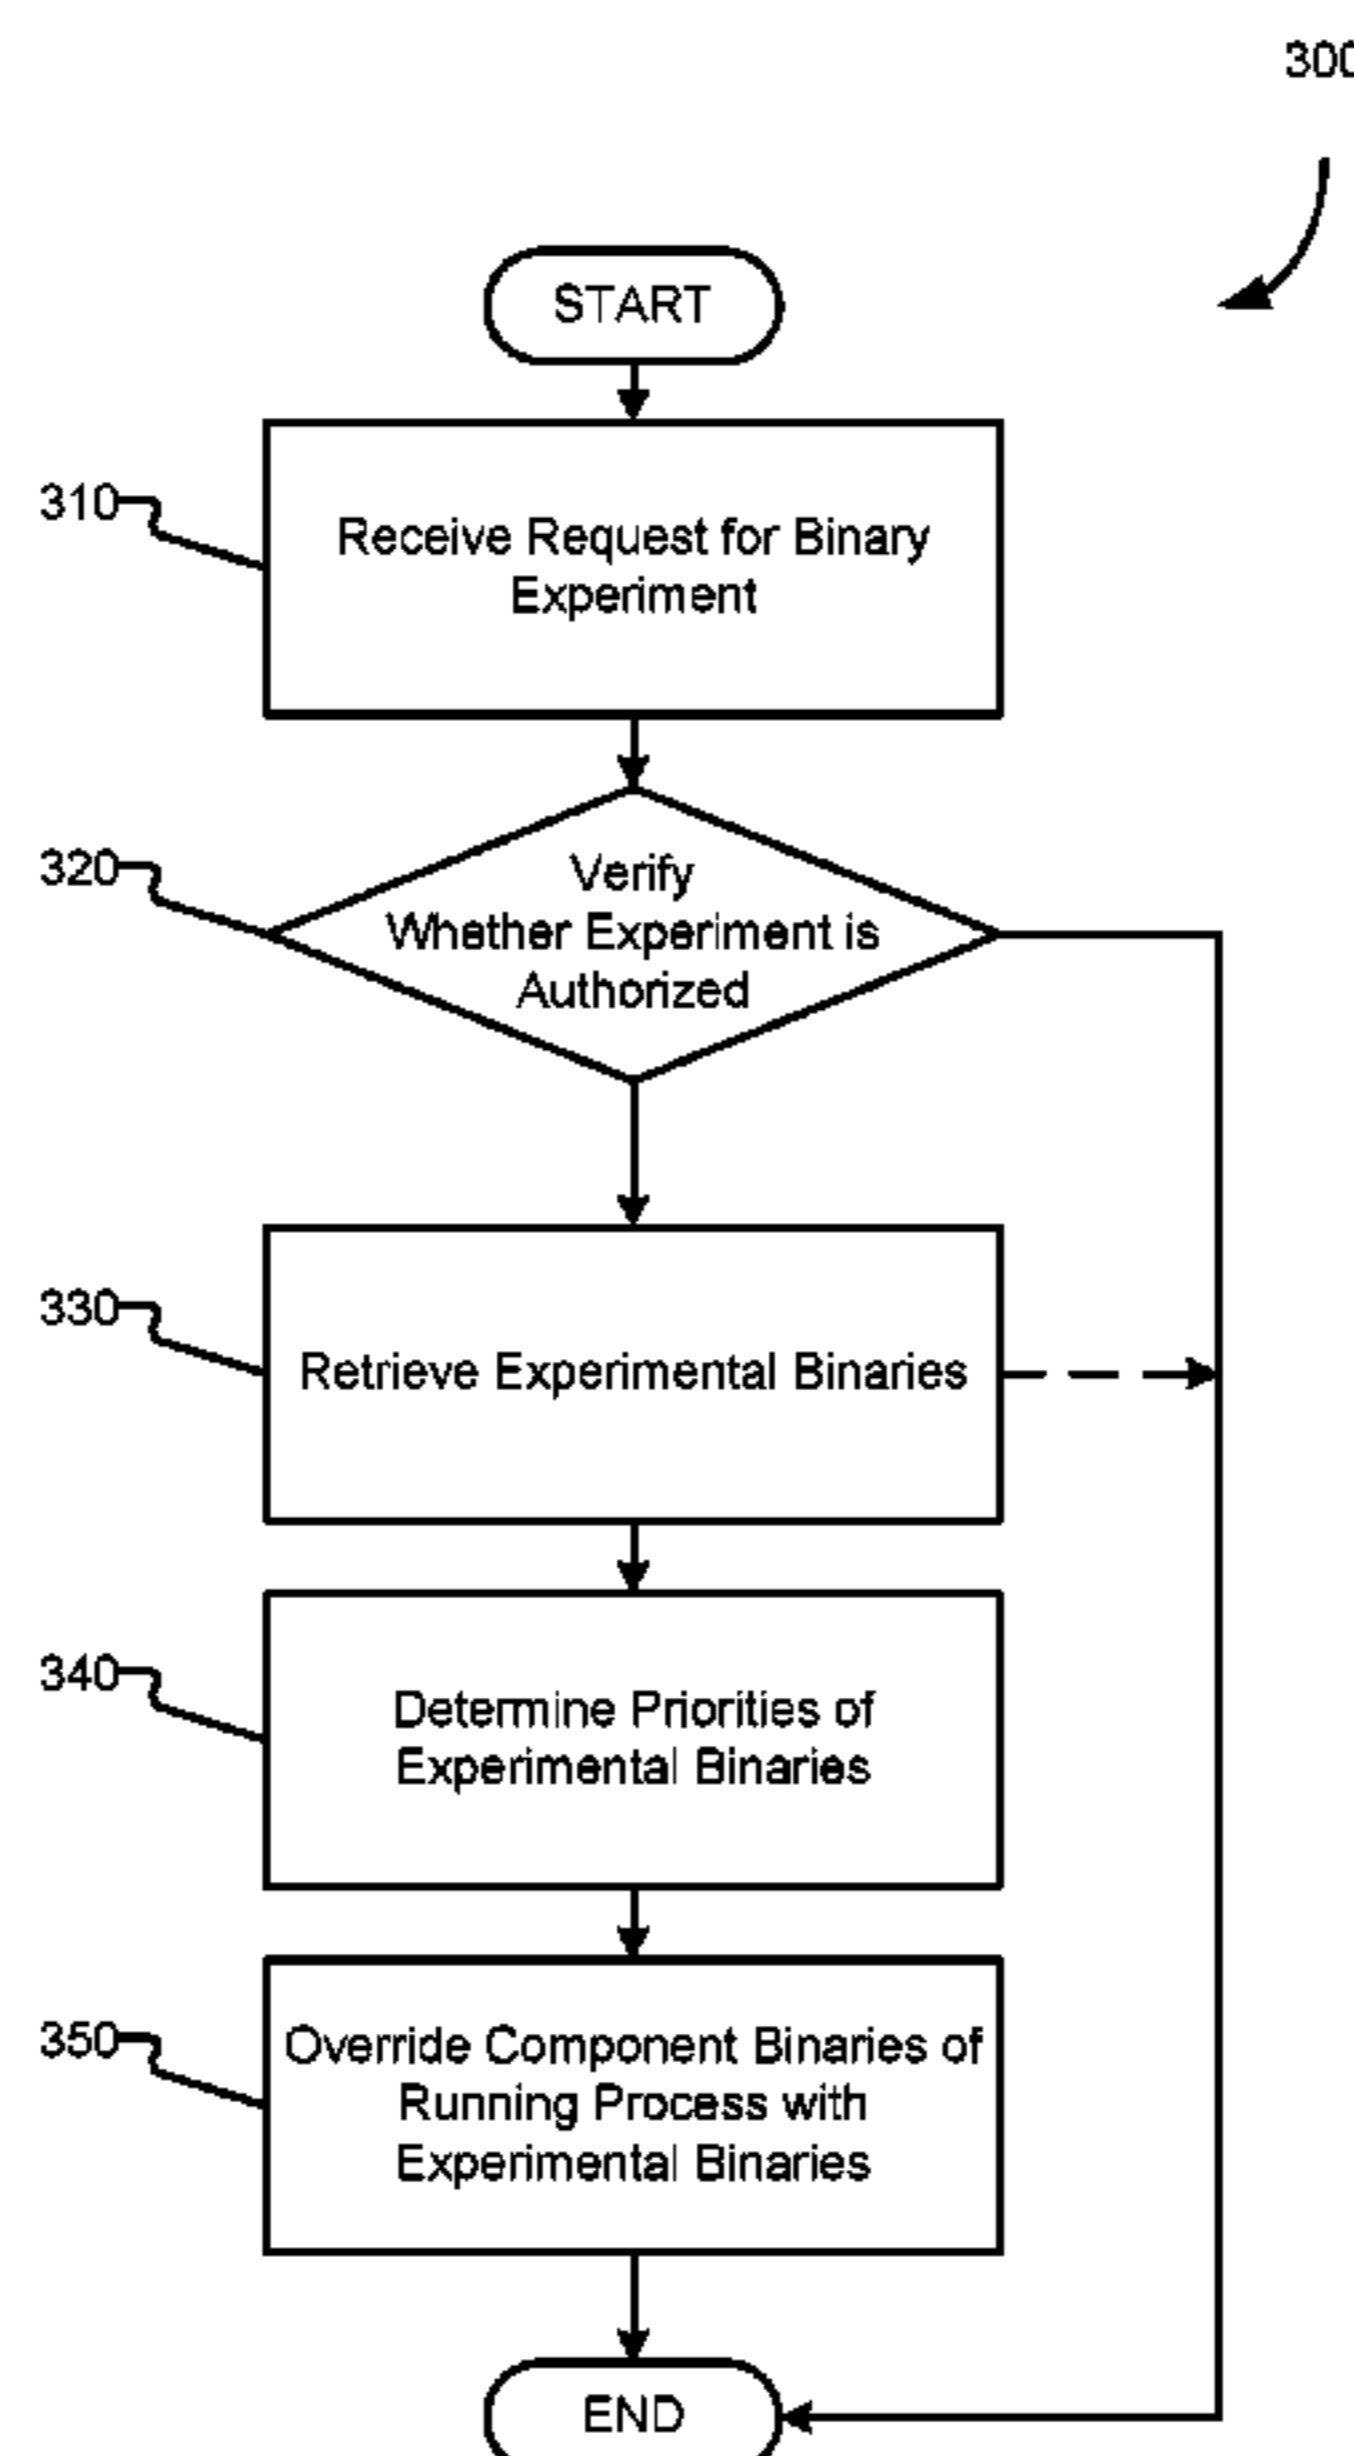 300
START
310
Receive Request for Binary
Experiment
320
Verify
Whether Experiment is
Authorized
330
Retrieve Experimental Binaries
340
Determine Priorities of
Experimental Binaries
350
Override Component Binaries of
Running Process with
Experimental Binaries
END